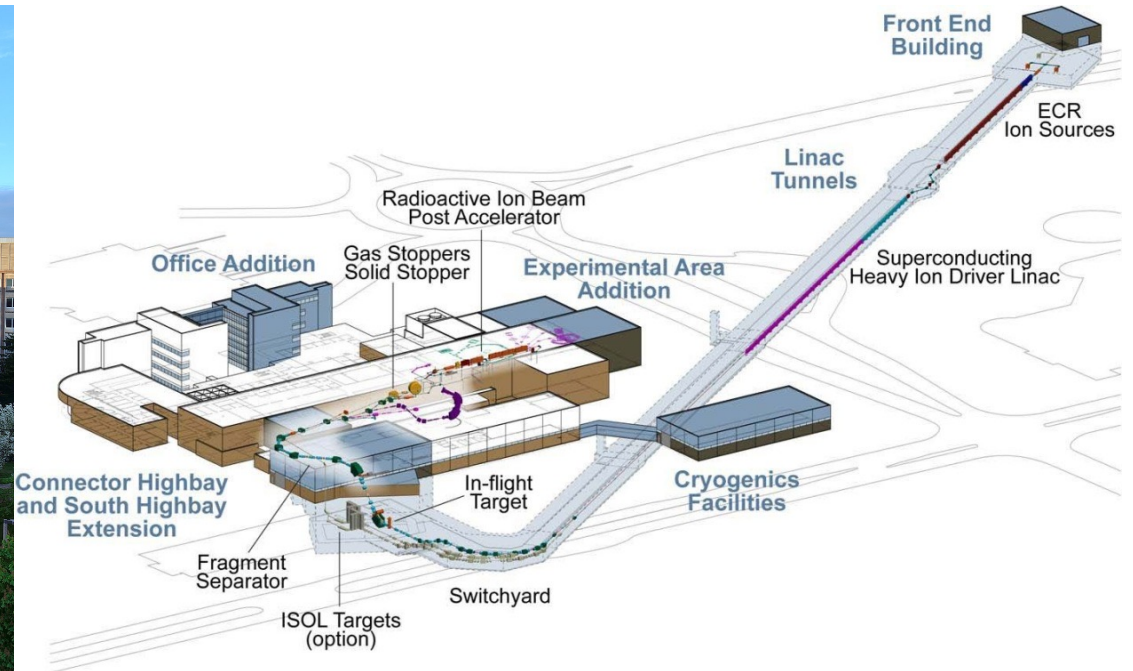 Front End
Building
ECR
Ion Sources
Linac
Tunnels
Radioactive Ion Beam
Post Accelerator
Gas Stoppers
Solid Stopper
Office Addition
Experimental Area
Addition
Superconducting
Heavy Ion Driver Linac
Connector Highbay
and South Highbay
Extension
In-flight
Target
Cryogenics
Facilities
Fragment
Separator
Switchyard
ISOL Targets
(option)